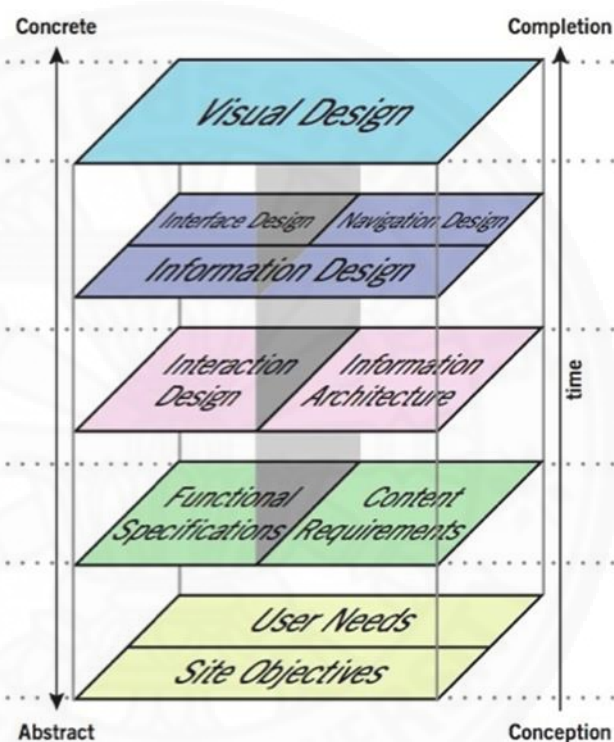 Concrete
Completion
Visual Design
Interface Design
Navigation Design
Information Design
Interaction
Design
Information
Architecture
time
Functional
Specifications
Content
Requirements
User Needs
Site Objectives
Abstract
Conception